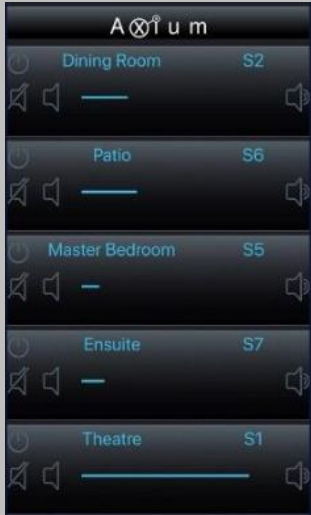 Axium
Dining Room S2
Patio S6
Master Bedroom S5
Ensuite S7
Theatre S1